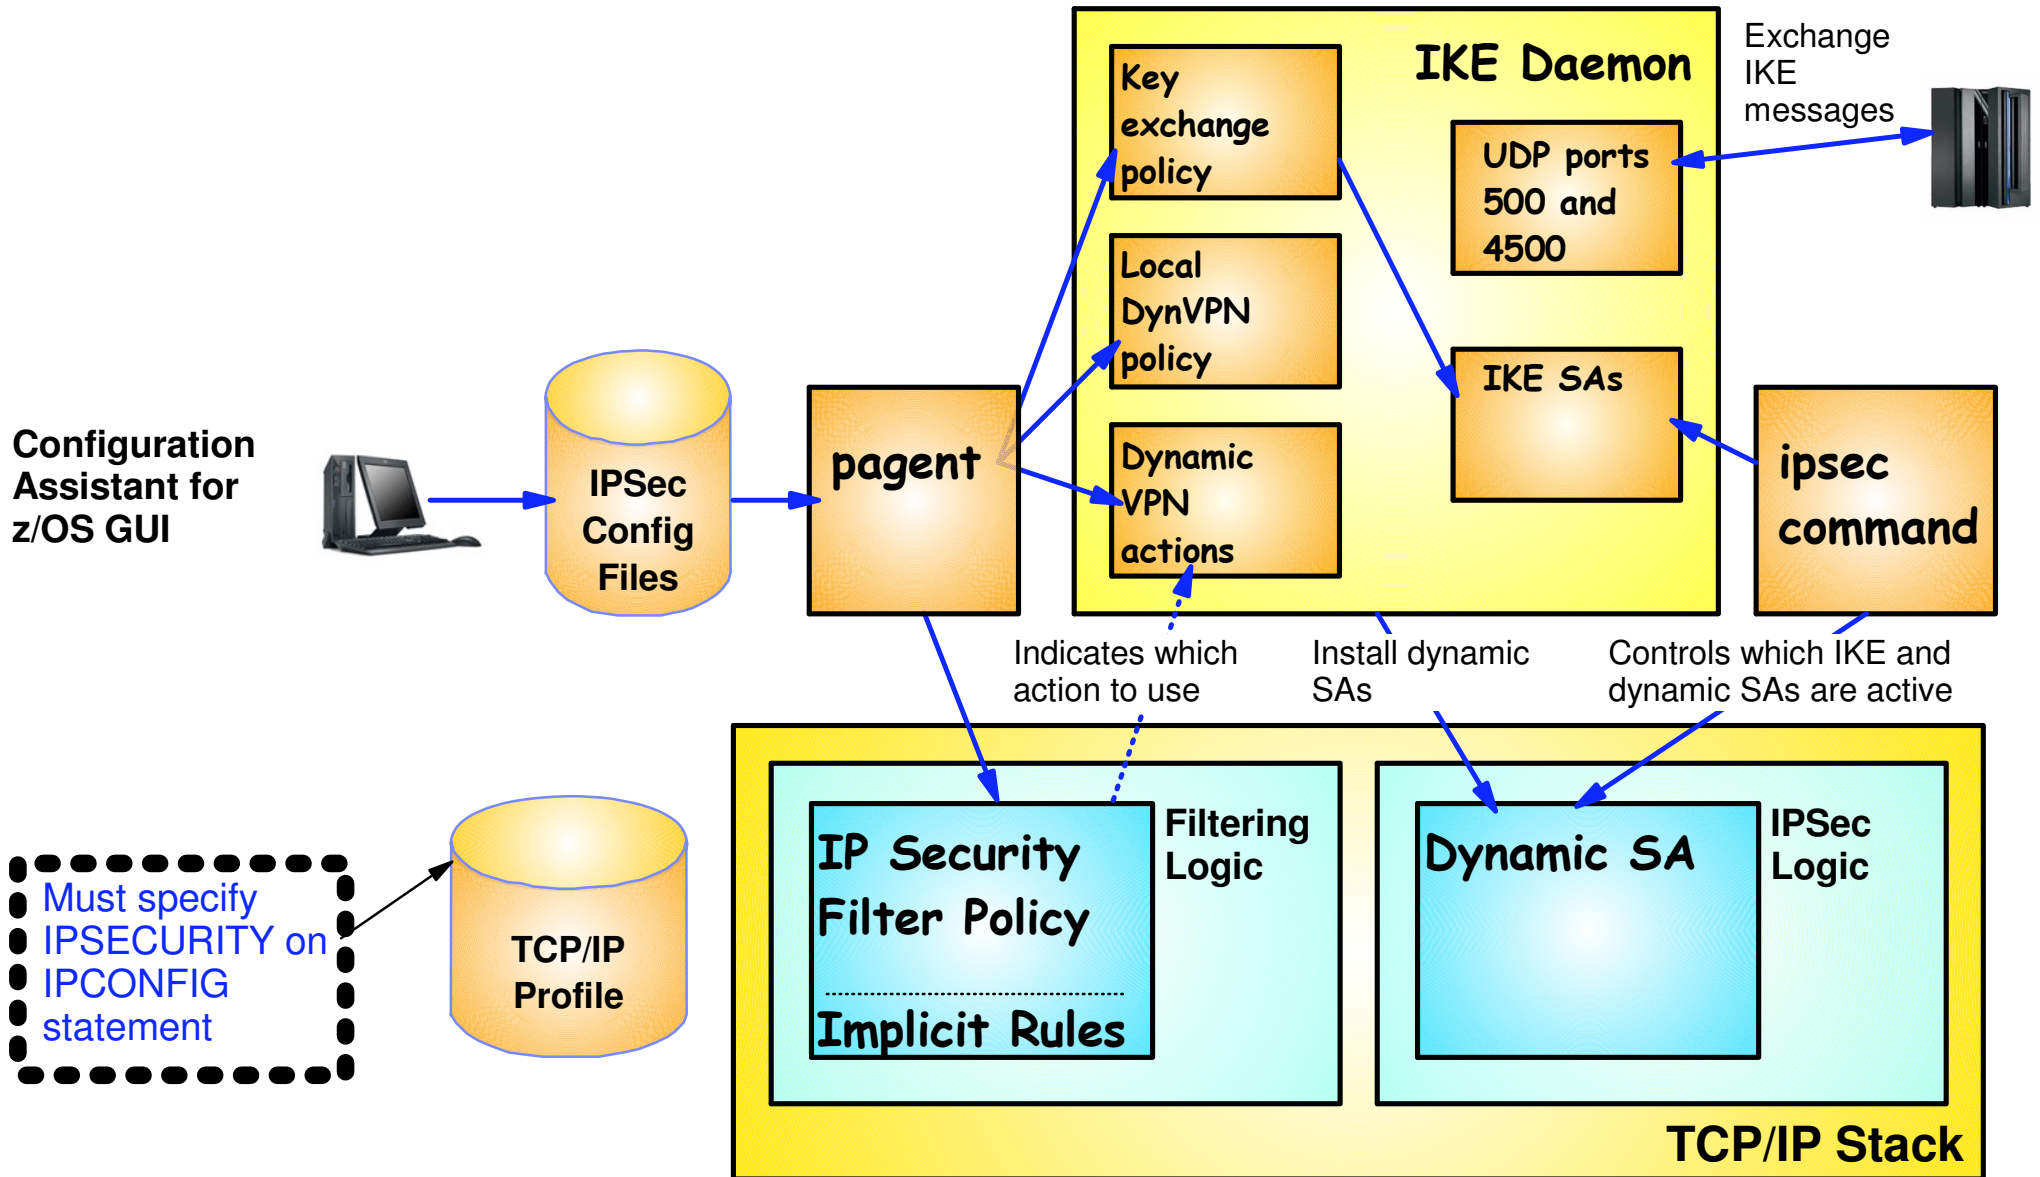 Key
exchange
policy
IKE Daemon
Exchange
IKE
messages
UDP ports
500 and
4500
Local
DynVPN
policy
IKE SAs
Configuration
Assistant for
z/OS GUI
IPSec
Config
Files
pagent
Dynamic
VPN
actions
ipsec
command
Indicates which
action to use
Install dynamic
SAs
Controls which IKE and
dynamic SAs are active
Must specify
IPSECURITY on
IPCONFIG
statement
TCP/IP
Profile
IP Security
Filter Policy
Implicit Rules
Filtering
Logic
Dynamic SA
IPSec
Logic
TCP/IP Stack